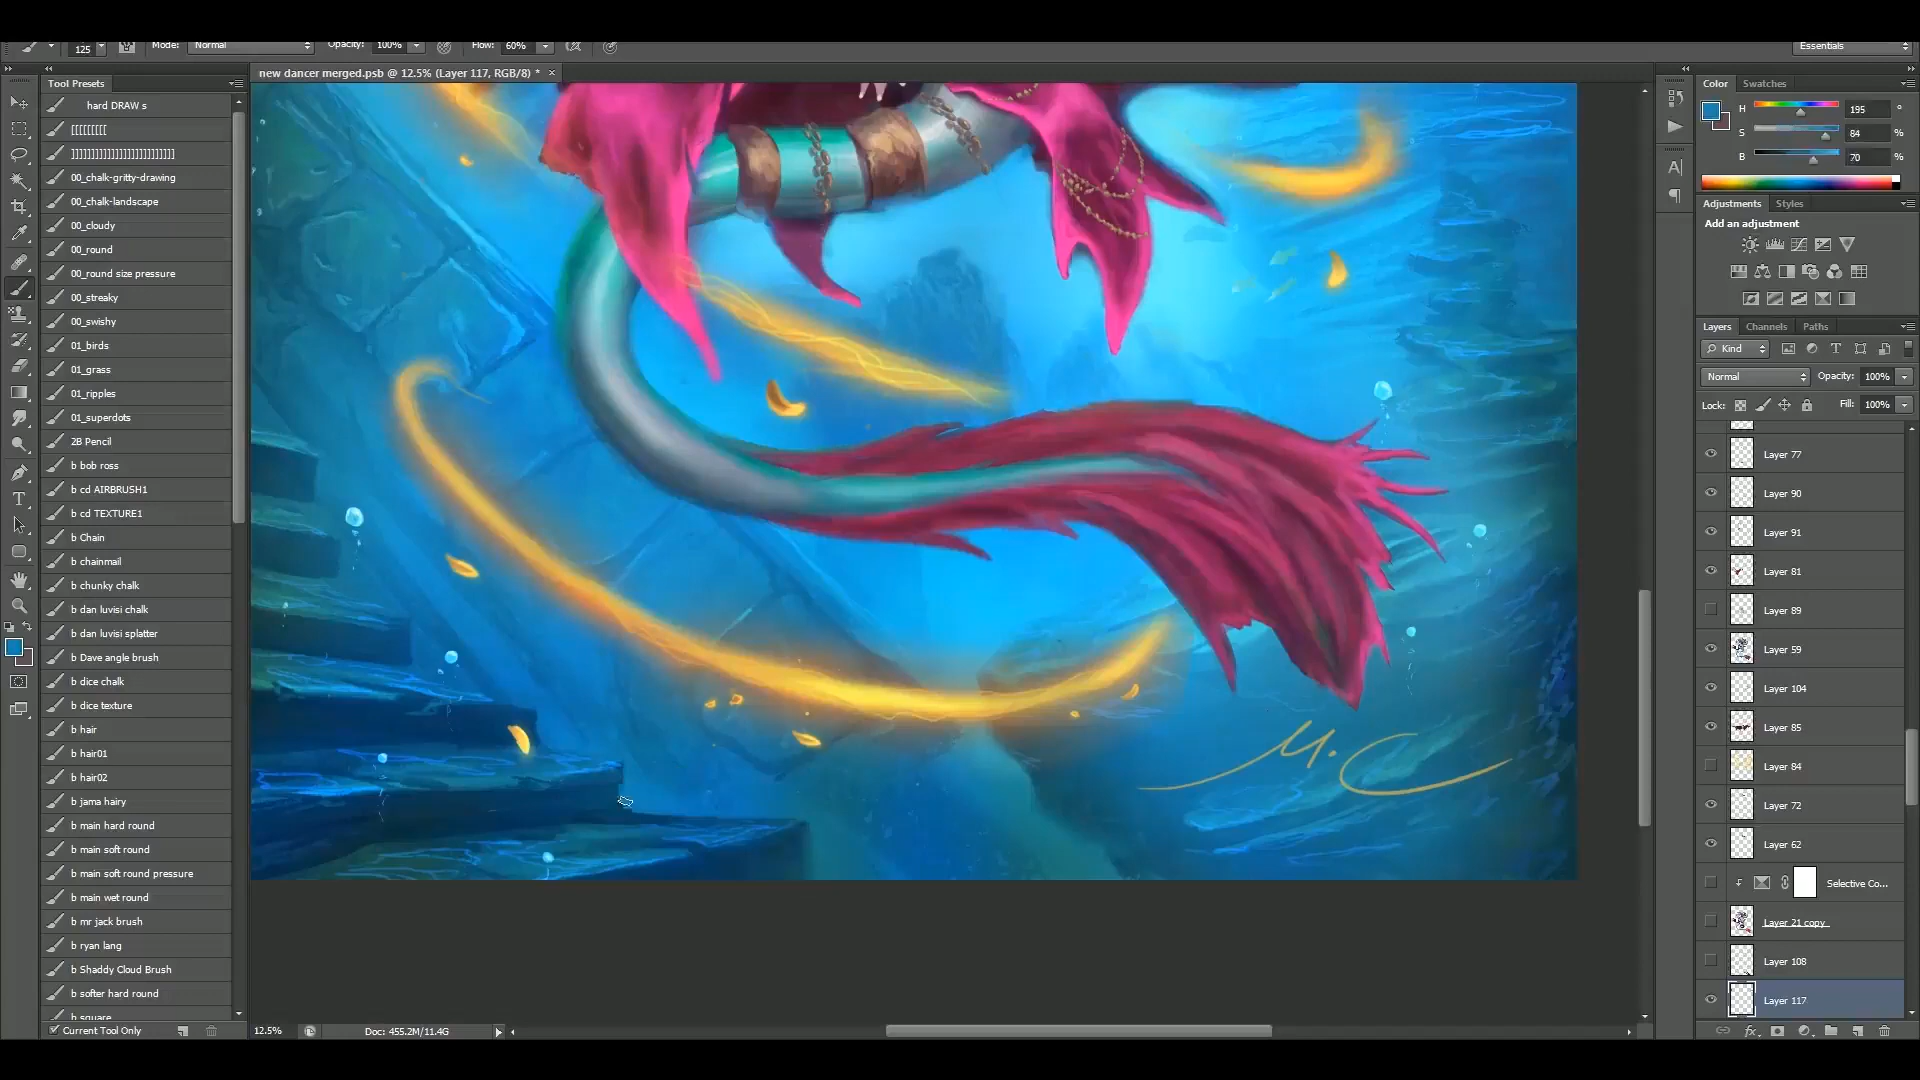 125 Mode: Normal Opacity: 100% Flow: 60% Essentials
new dancer merged.psb @ 12.5% (Layer 117, RGB/8) * ×
Tool Presets
hard DRAW s
[[[[[[[[[
]]]]]]]]]]]]]]]]]]]]]]]]]]
00_chalk-gritty-drawing
00_chalk-landscape
00_cloudy
00_round
00_round size pressure
00_streaky
00_swishy
01_birds
01_grass
01_ripples
01_superdots
2B Pencil
b bob ross
b cd AIRBRUSH1
b cd TEXTURE1
b Chain
b chainmail
b chunky chalk
b dan luvisi chalk
b dan luvisi splatter
b Dave angle brush
b dice chalk
b dice texture
b hair
b hair01
b hair02
b jama hairy
b main hard round
b main soft round
b main soft round pressure
b main wet round
b mr jack brush
b ryan lang
b Shaddy Cloud Brush
b softer hard round
b square
Current Tool Only
M. C
12.5% Doc: 455.2M/11.4G
Color Swatches
H 195 °
S 84 %
B 70 %
Adjustments Styles
Add an adjustment
Layers Channels Paths
Kind
Normal Opacity: 100%
Lock: Fill: 100%
Layer 77
Layer 90
Layer 91
Layer 81
Layer 89
Layer 59
Layer 104
Layer 85
Layer 84
Layer 72
Layer 62
Selective Co...
Layer 21 copy
Layer 108
Layer 117